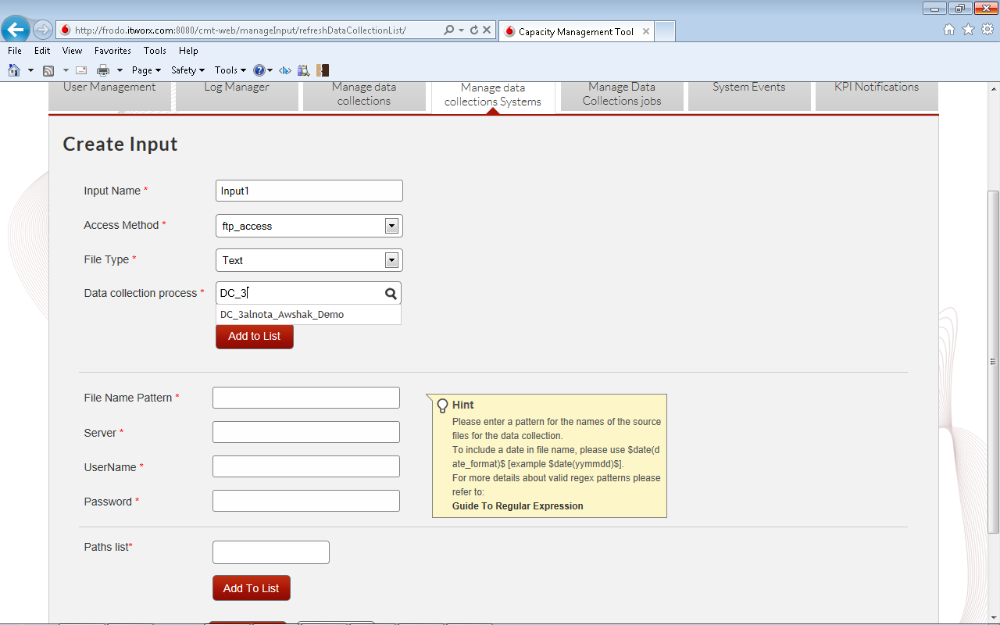 http://frodo.itworx.com:8080/cmt-web/manageInput/refreshDataCollectionList/
Capacity Management Tool
File Edit View Favorites Tools Help
Page Safety Tools
User Management
Log Manager
Manage data
collections
Manage data
collections Systems
Manage Data
Collections jobs
System Events
KPI Notifications
Create Input
Input Name * Input1
Access Method * ftp_access
File Type * Text
Data collection process * DC_3
DC_3alnota_Awshak_Demo
Add to List
File Name Pattern *
Server *
UserName *
Password *
Hint
Please enter a pattern for the names of the source
files for the data collection.
To include a date in file name, please use $date(d
ate_format)$ [example $date(yymmdd)$].
For more details about valid regex patterns please
refer to:
Guide To Regular Expression
Paths list*
Add To List